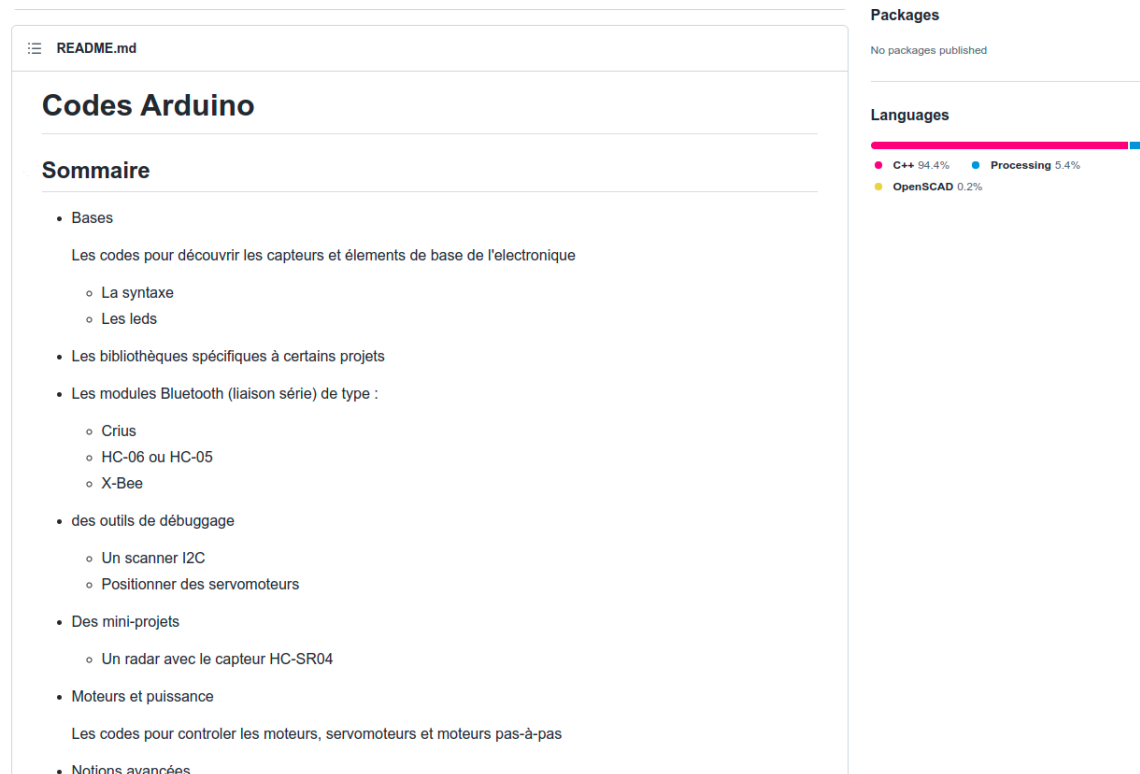 README.md
Codes Arduino
Sommaire
Bases
Les codes pour découvrir les capteurs et élements de base de l'electronique
La syntaxe
Les leds
Les bibliothèques spécifiques à certains projets
Les modules Bluetooth (liaison série) de type :
Crius
HC-06 ou HC-05
X-Bee
des outils de débuggage
Un scanner I2C
Positionner des servomoteurs
Des mini-projets
Un radar avec le capteur HC-SR04
Moteurs et puissance
Les codes pour controler les moteurs, servomoteurs et moteurs pas-à-pas
Notions avancées
Packages
No packages published
Languages
C++ 94.4% Processing 5.4%
OpenSCAD 0.2%